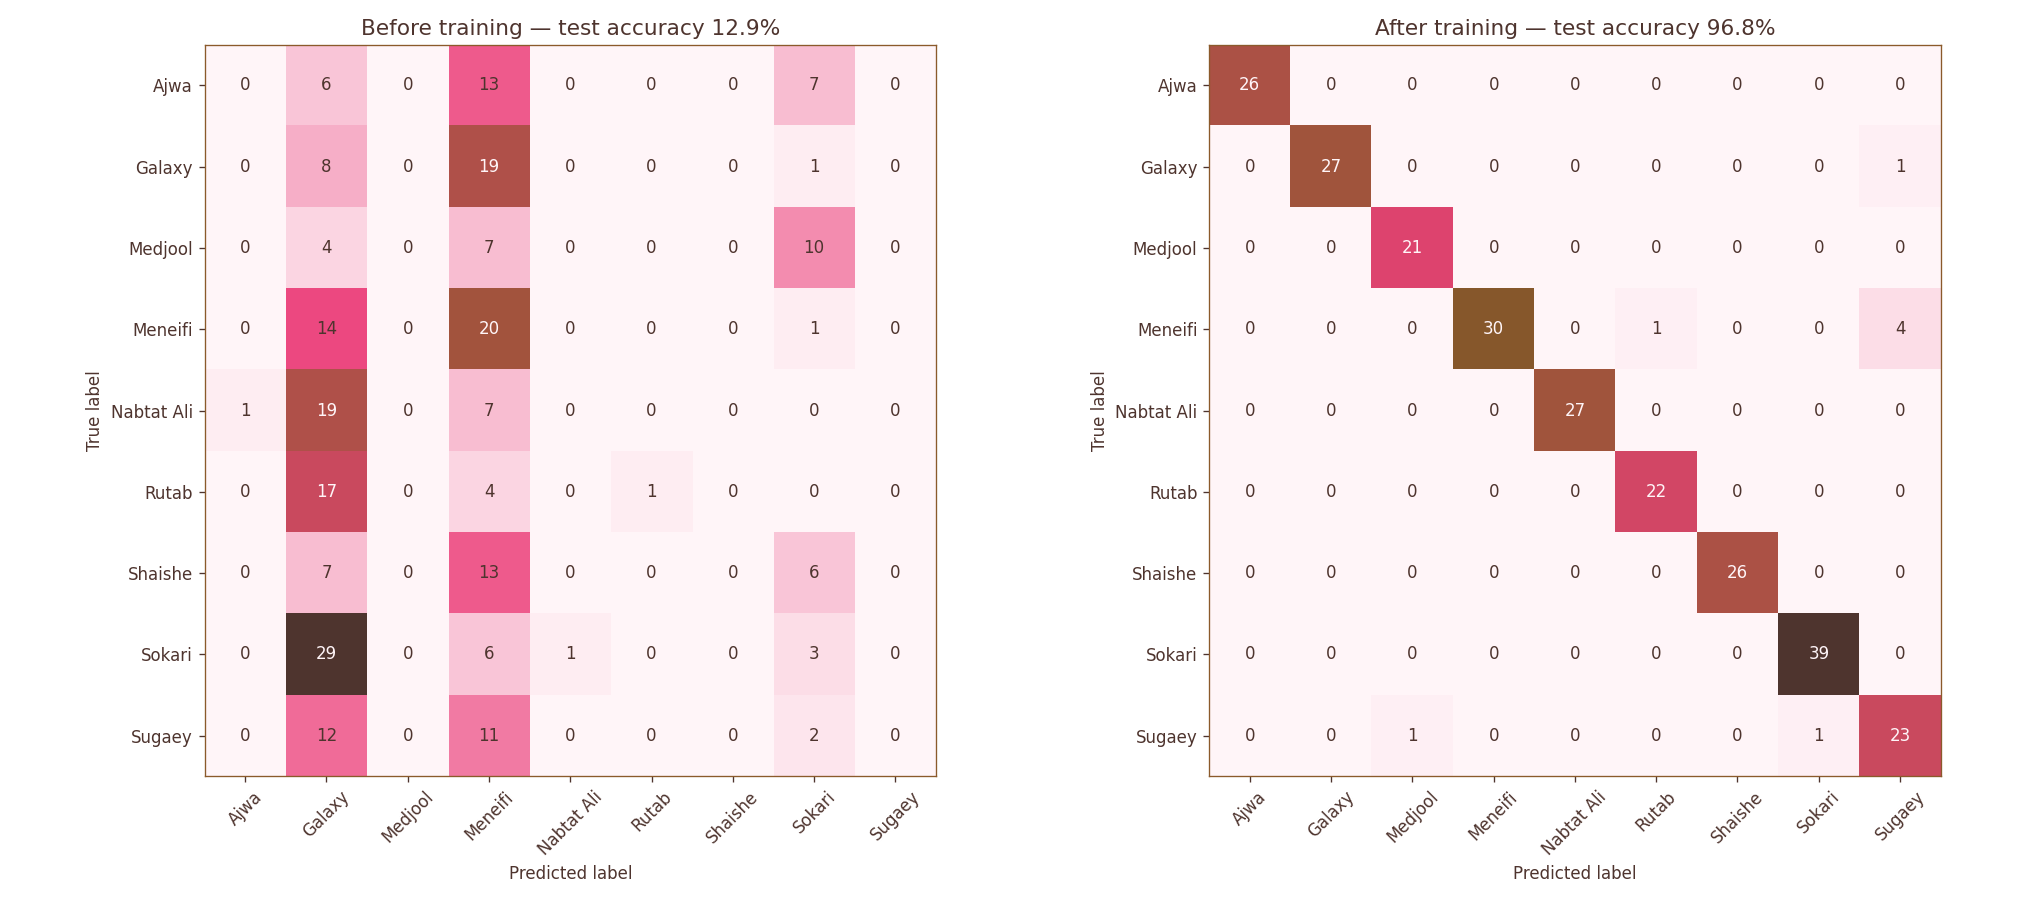 Before training — test accuracy 12.9%
True label
Ajwa 0 6 0 13 0 0 0 7 0
Galaxy 0 8 0 19 0 0 0 1 0
Medjool 0 4 0 7 0 0 0 10 0
Meneifi 0 14 0 20 0 0 0 1 0
Nabtat Ali 1 19 0 7 0 0 0 0 0
Rutab 0 17 0 4 0 1 0 0 0
Shaishe 0 7 0 13 0 0 0 6 0
Sokari 0 29 0 6 1 0 0 3 0
Sugaey 0 12 0 11 0 0 0 2 0
Ajwa Galaxy Medjool Meneifi Nabtat Ali Rutab Shaishe Sokari Sugaey
Predicted label
After training — test accuracy 96.8%
True label
Ajwa 26 0 0 0 0 0 0 0 0
Galaxy 0 27 0 0 0 0 0 0 1
Medjool 0 0 21 0 0 0 0 0 0
Meneifi 0 0 0 30 0 1 0 0 4
Nabtat Ali 0 0 0 0 27 0 0 0 0
Rutab 0 0 0 0 0 22 0 0 0
Shaishe 0 0 0 0 0 0 26 0 0
Sokari 0 0 0 0 0 0 0 39 0
Sugaey 0 0 1 0 0 0 0 1 23
Ajwa Galaxy Medjool Meneifi Nabtat Ali Rutab Shaishe Sokari Sugaey
Predicted label